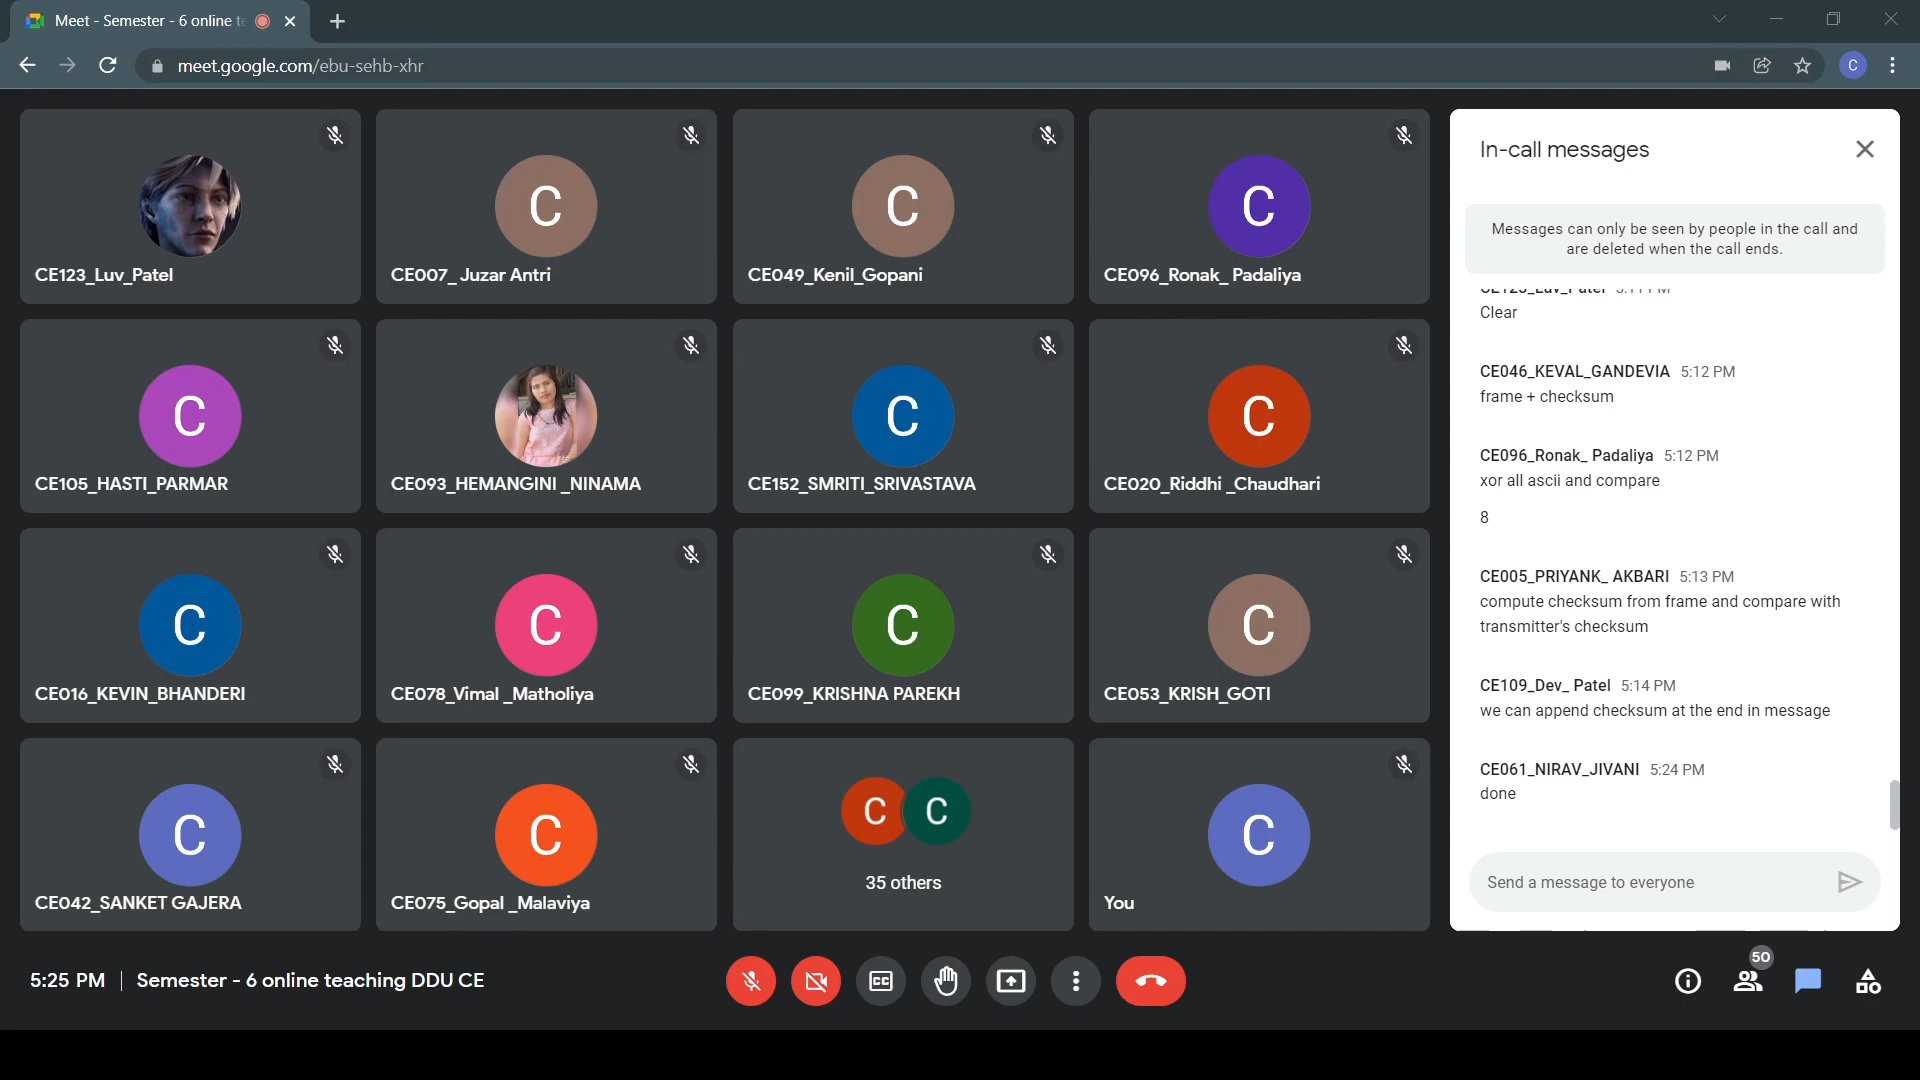 Meet - Semester - 6 online te
meet.google.com/ebu-sehb-xhr
C
CE123_Luv_Patel
C
CE007_ Juzar Antri
C
CE049_Kenil_Gopani
C
CE096_Ronak_ Padaliya
C
CE105_HASTI_PARMAR
CE093_HEMANGINI _NINAMA
C
CE152_SMRITI_SRIVASTAVA
C
CE020_Riddhi _Chaudhari
C
CE016_KEVIN_BHANDERI
C
CE078_Vimal _Matholiya
C
CE099_KRISHNA PAREKH
C
CE053_KRISH_GOTI
C
CE042_SANKET GAJERA
C
CE075_Gopal _Malaviya
C C
35 others
C
You
In-call messages
Messages can only be seen by people in the call and
are deleted when the call ends.
CE123_Luv_Patel 5:11 PM
Clear
CE046_KEVAL_GANDEVIA 5:12 PM
frame + checksum
CE096_Ronak_ Padaliya 5:12 PM
xor all ascii and compare
8
CE005_PRIYANK_ AKBARI 5:13 PM
compute checksum from frame and compare with
transmitter's checksum
CE109_Dev_ Patel 5:14 PM
we can append checksum at the end in message
CE061_NIRAV_JIVANI 5:24 PM
done
Send a message to everyone
5:25 PM | Semester - 6 online teaching DDU CE
CC
50